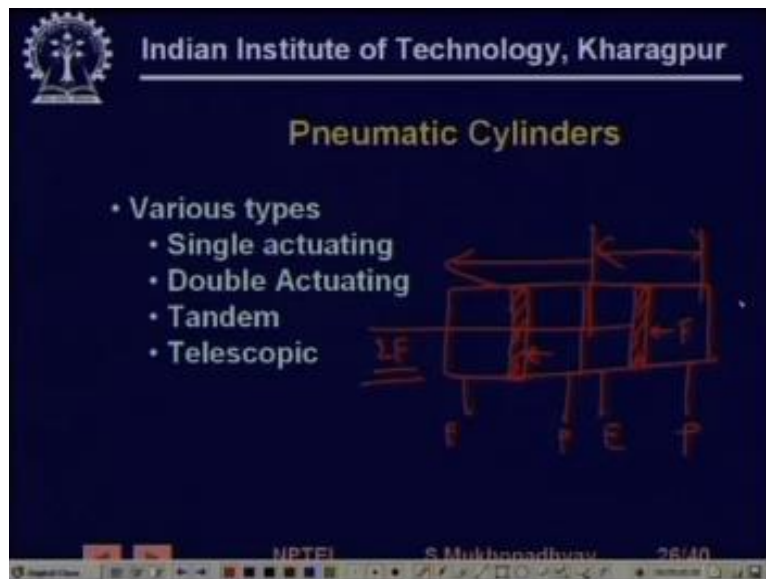 Indian Institute of Technology, Kharagpur
Pneumatic Cylinders
• Various types
• Single actuating
• Double Actuating
• Tandem
• Telescopic
2F
F
P E P
NPTEL S.Mukhopadhyay 26/40